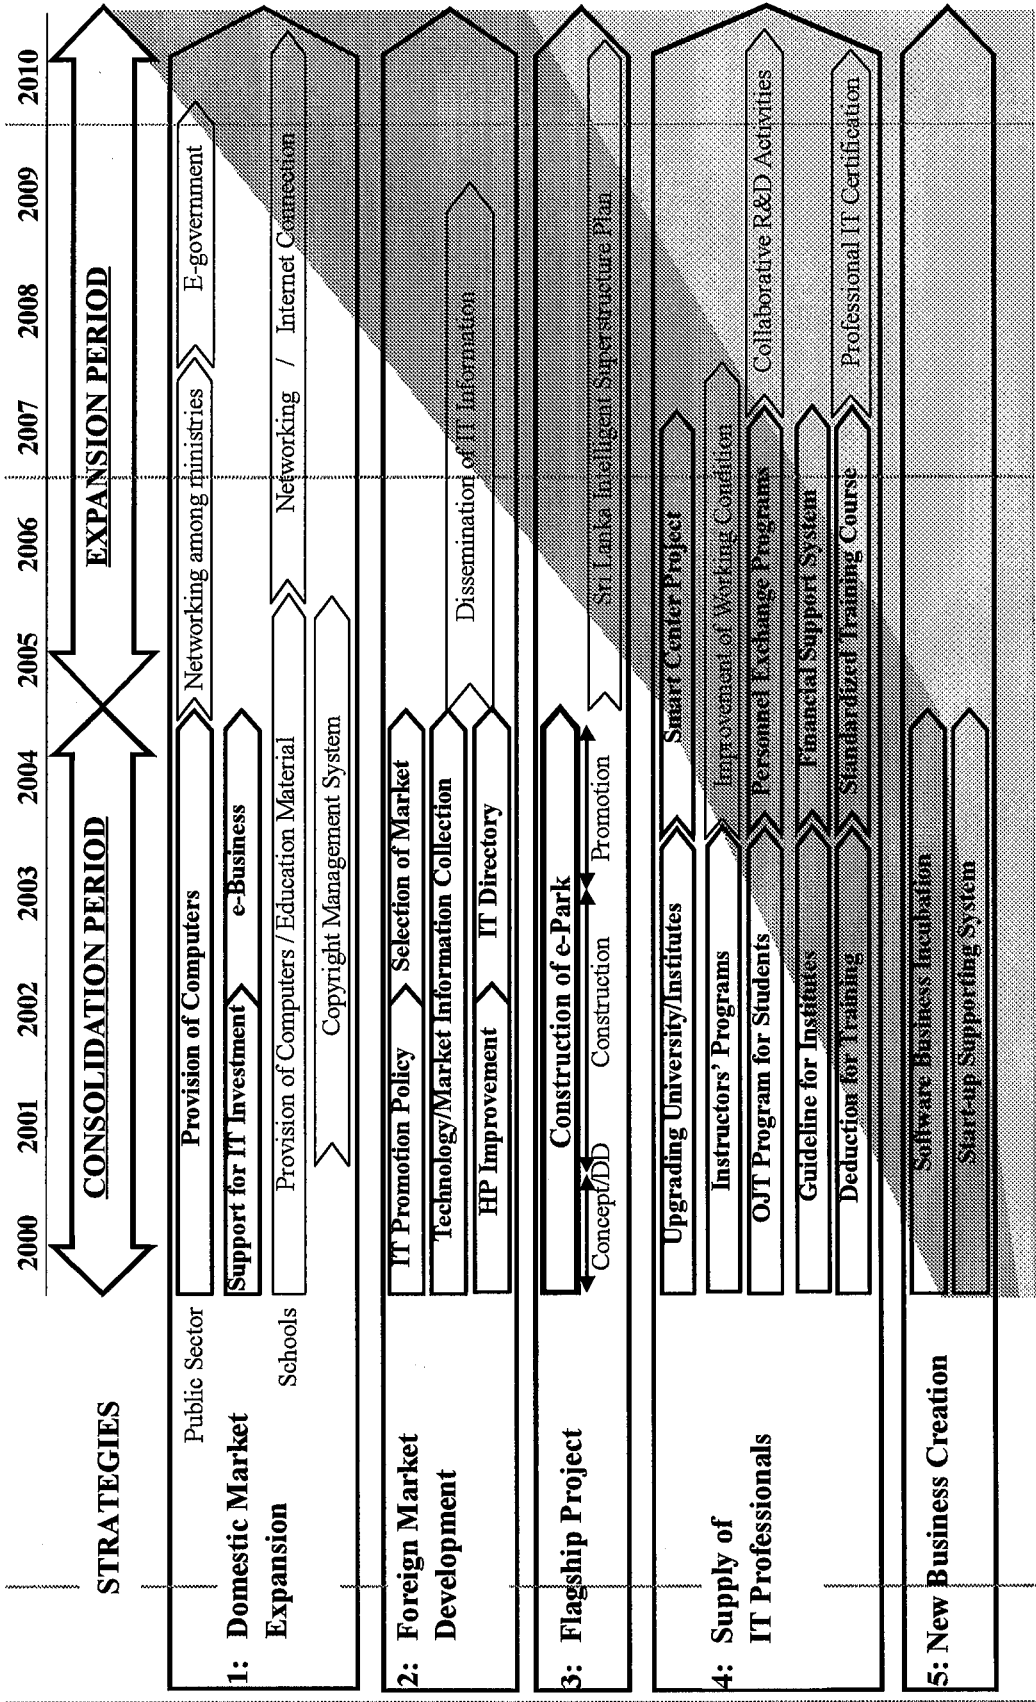 STRATEGIES
2000 2001 2002 2003 2004 2005 2006 2007 2008 2009 2010
CONSOLIDATION PERIOD EXPANSION PERIOD
1: Domestic Market
Expansion
Public Sector
Provision of Computers Networking among ministries E-government
Support for IT Investment e-Business
Schools
Provision of Computers / Education Material Networking / Internet Connection
Copyright Management System
2: Foreign Market
Development
IT Promotion Policy Selection of Market
Technology/Market Information Collection Dissemination of IT Information
HP Improvement IT Directory
3: Flagship Project
Construction of e-Park Sri Lanka Intelligent Superstructure Plan
Concept/DD Construction Promotion
4: Supply of
IT Professionals
Upgrading University/Institutes Smart Center Project
Instructors' Programs Improvement of Working Condition
OJT Program for Students Personnel Exchange Programs Collaborative R&D Activities
Guideline for Institutes Financial Support System
Deduction for Training Standardized Training Course Professional IT Certification
5: New Business Creation
Software Business Incubation
Start-up Supporting System